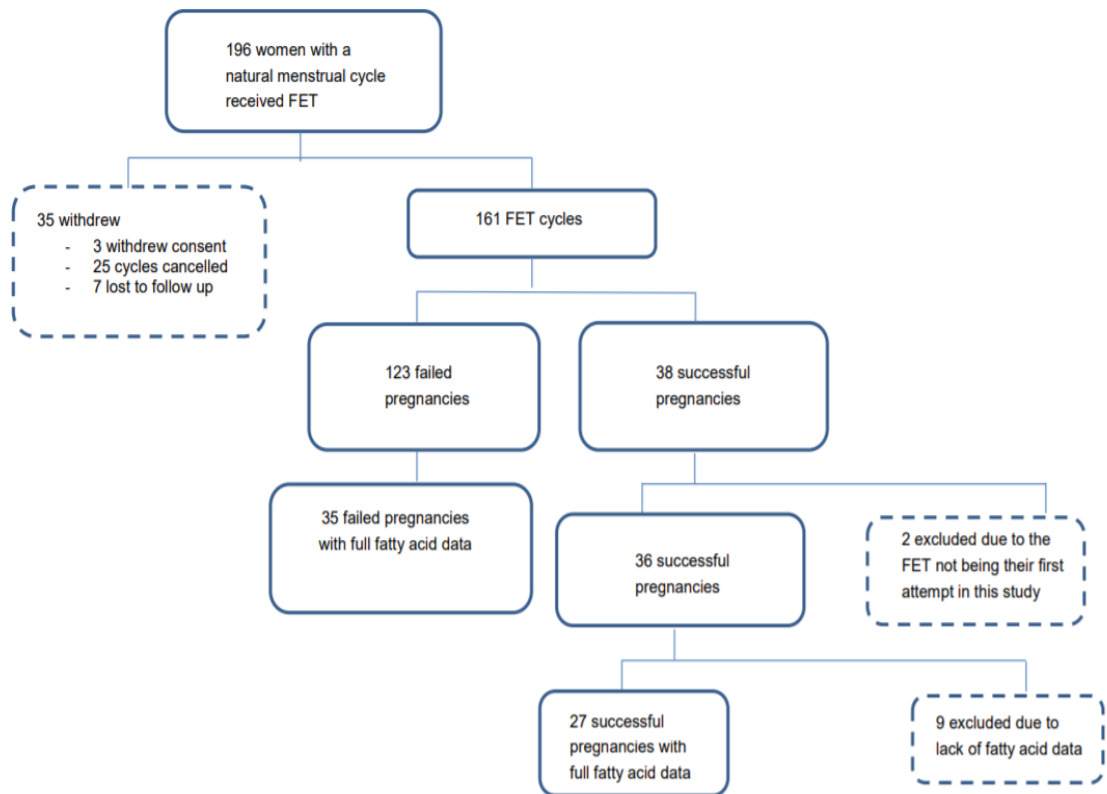 196 women with a
natural menstrual cycle
received FET
35 withdrew
- 3 withdrew consent
- 25 cycles cancelled
- 7 lost to follow up
161 FET cycles
123 failed
pregnancies
38 successful
pregnancies
35 failed pregnancies
with full fatty acid data
36 successful
pregnancies
2 excluded due to the
FET not being their first
attempt in this study
27 successful
pregnancies with
full fatty acid data
9 excluded due to
lack of fatty acid data